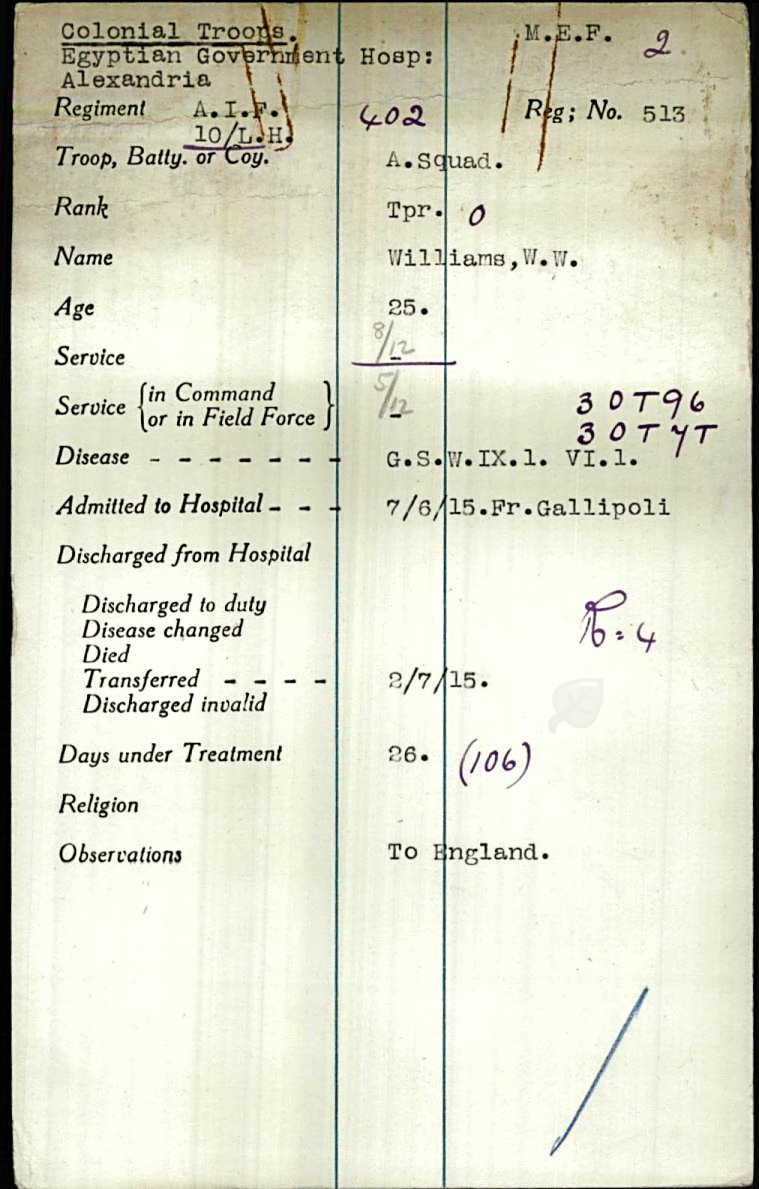 Colonial Troops. M.E.F. 2
Egyptian Government Hosp:
Alexandria
Regiment A.I.F. 402 Reg; No. 513
10/L.H.
Troop, Batty. or Coy. A.Squad.
Rank Tpr. 0
Name Williams,W.W.
Age 25.
Service 8/12
Service {in Command or in Field Force} 5/12
30T96
30T7T
Disease - - - - - - - G.S.W.IX.1. VI.1.
Admitted to Hospital - - - 7/6/15.Fr.Gallipoli
Discharged from Hospital
Discharged to duty
Disease changed
Died
Transferred - - - - 2/7/15.
Discharged invalid
Days under Treatment 26. (106)
Religion
Observations To England.